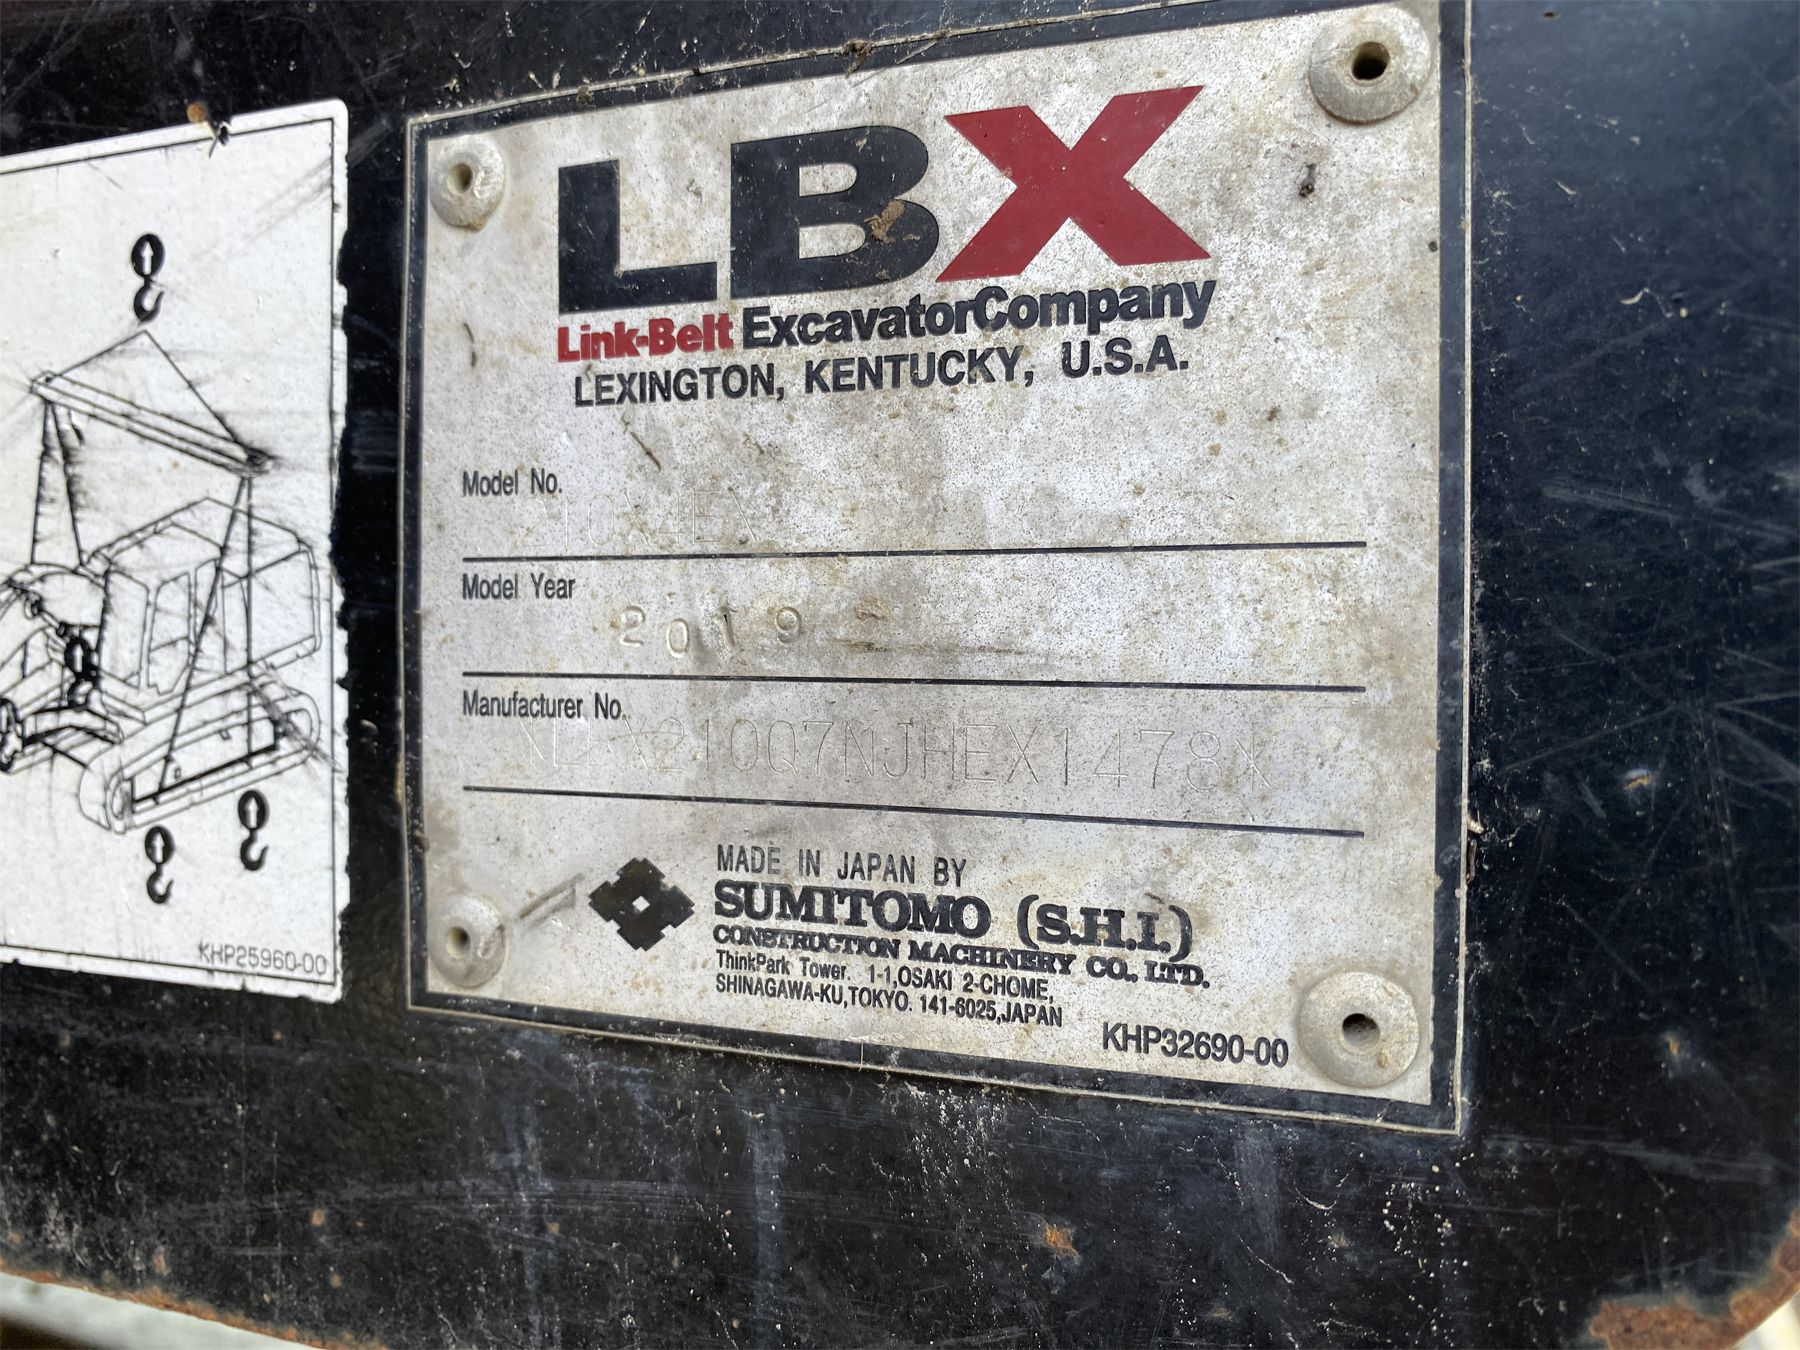 LBX
Link-Belt ExcavatorCompany
LEXINGTON, KENTUCKY, U.S.A.
Model No.
210X4EX
Model Year
2019
Manufacturer No.
*LBX210Q7NJHEX1478*
MADE IN JAPAN BY
SUMITOMO (S.H.I.)
CONSTRUCTION MACHINERY CO., LTD.
ThinkPark Tower. 1-1,OSAKI 2-CHOME,
SHINAGAWA-KU,TOKYO. 141-6025,JAPAN
KHP32690-00
KHP25960-00